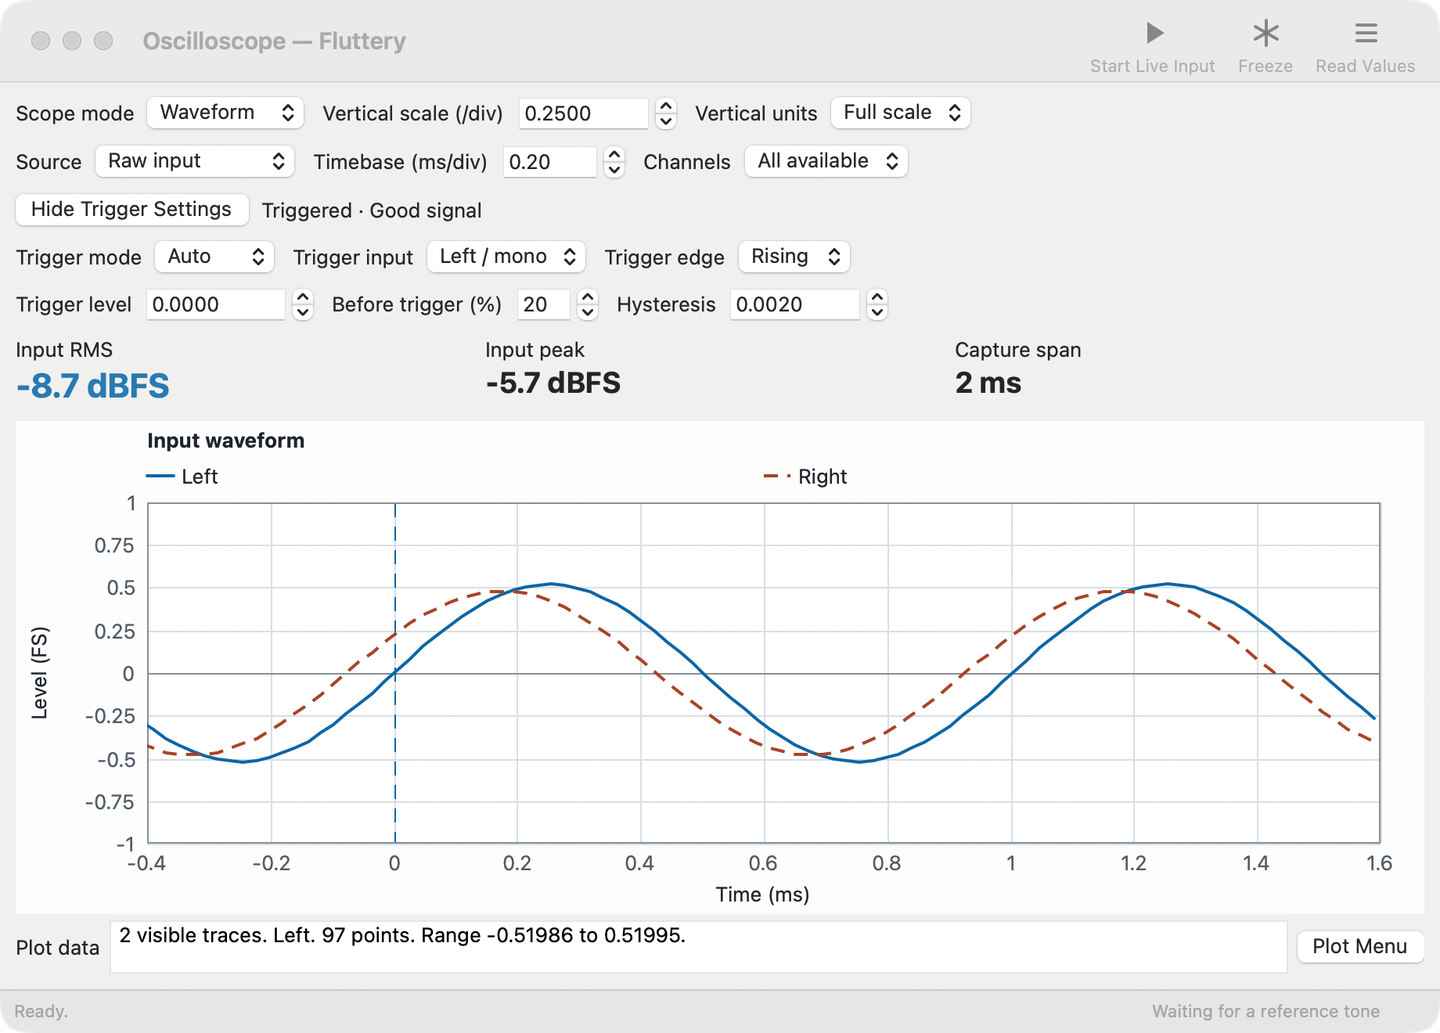 Oscilloscope — Fluttery
Start Live Input Freeze Read Values
Scope mode Waveform Vertical scale (/div) 0.2500 Vertical units Full scale
Source Raw input Timebase (ms/div) 0.20 Channels All available
Hide Trigger Settings Triggered · Good signal
Trigger mode Auto Trigger input Left / mono Trigger edge Rising
Trigger level 0.0000 Before trigger (%) 20 Hysteresis 0.0020
Input RMS Input peak Capture span
-8.7 dBFS -5.7 dBFS 2 ms
Input waveform
Left Right
1
0.75
0.5
0.25
0
-0.25
-0.5
-0.75
-1
Level (FS)
-0.4 -0.2 0 0.2 0.4 0.6 0.8 1 1.2 1.4 1.6
Time (ms)
Plot data 2 visible traces. Left. 97 points. Range -0.51986 to 0.51995. Plot Menu
Ready. Waiting for a reference tone